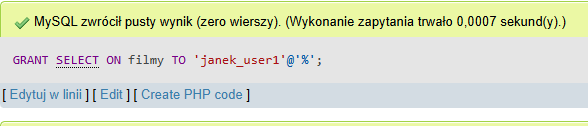 MySQL zwrócił pusty wynik (zero wierszy). (Wykonanie zapytania trwało 0,0007 sekund(y).)
GRANT SELECT ON filmy TO 'janek_user1'@'%';
[ Edytuj w linii ] [ Edit ] [ Create PHP code ]